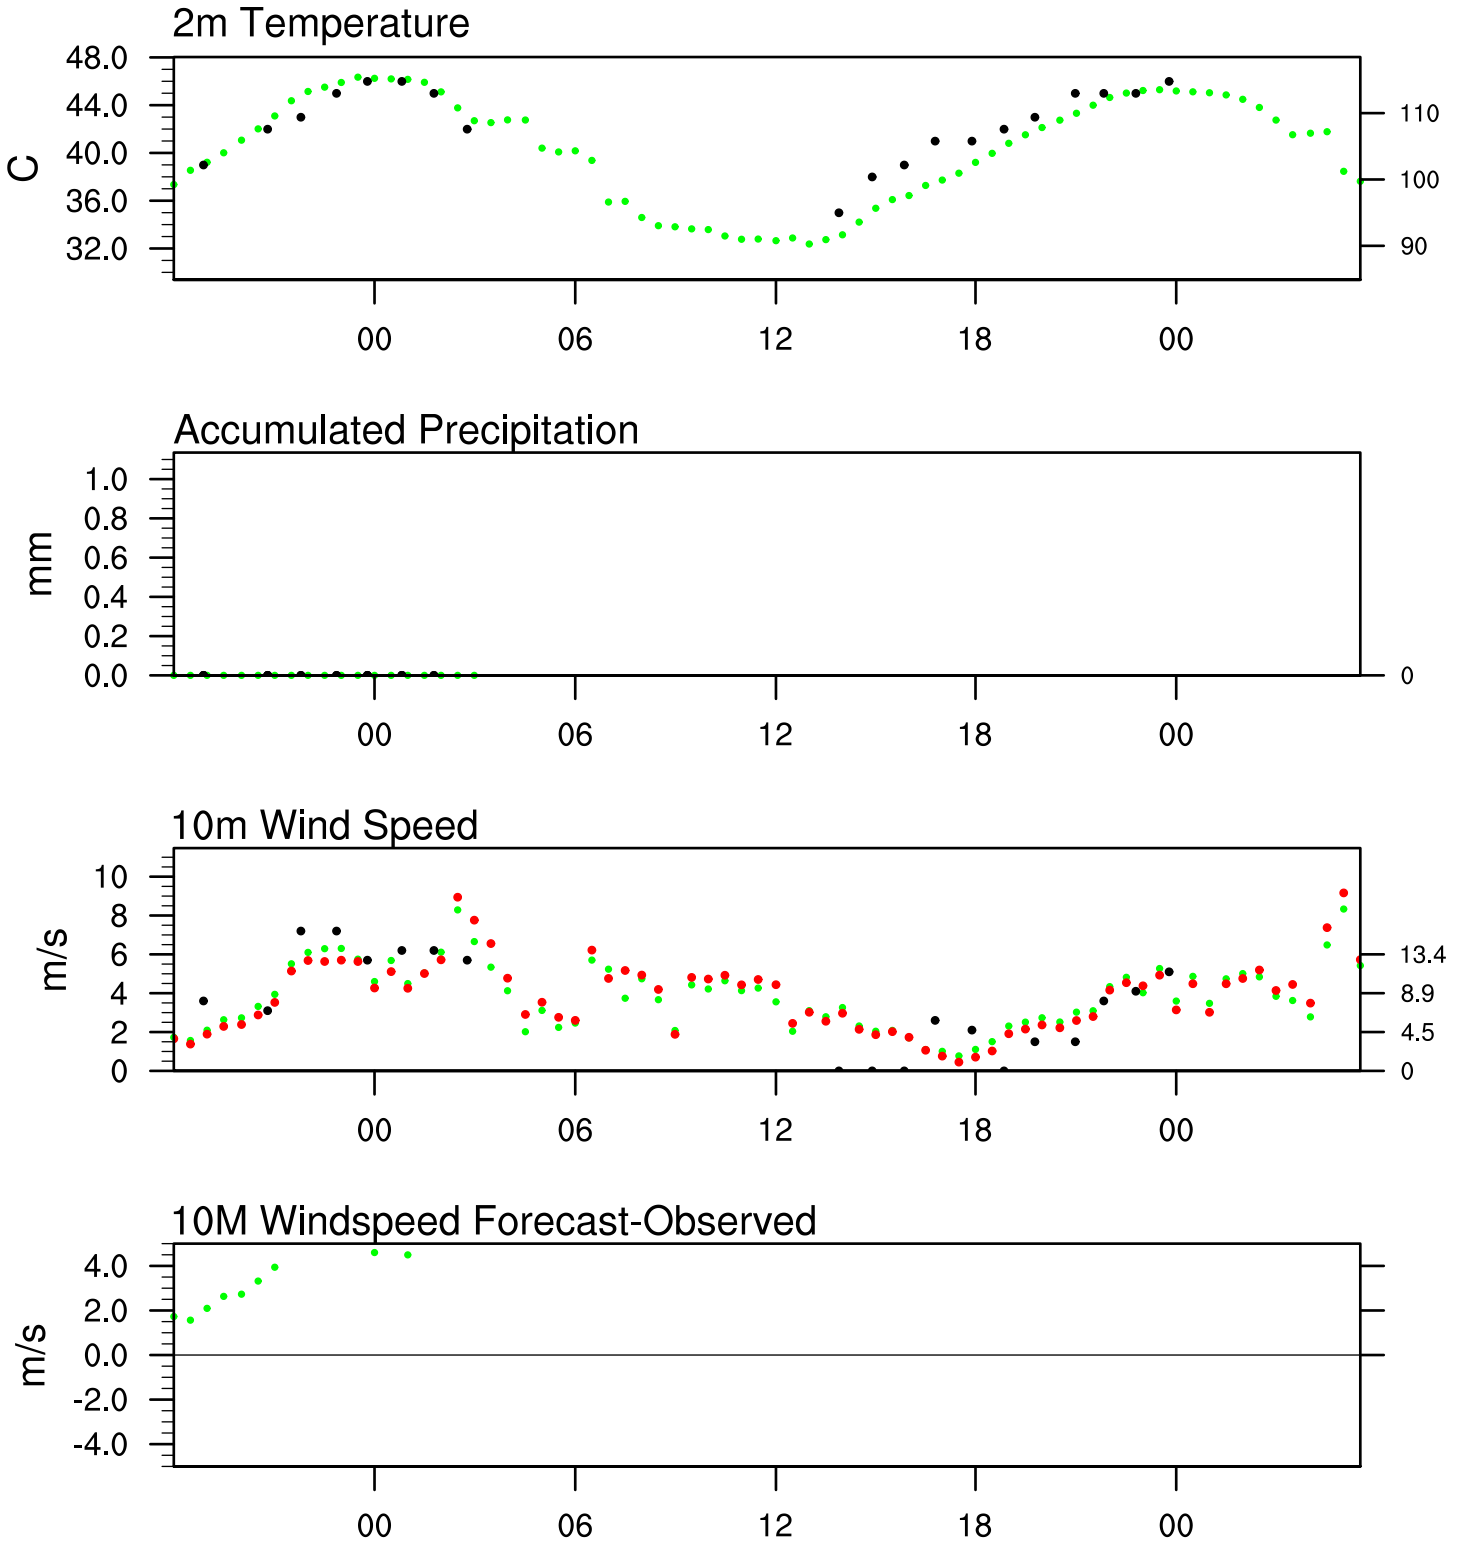 2m Temperature
48.0
44.0
40.0
36.0
32.0
C
110
100
90
00 06 12 18 00
Accumulated Precipitation
1.0
0.8
0.6
0.4
0.2
0.0
mm
0
00 06 12 18 00
10m Wind Speed
10
8
6
4
2
0
m/s
13.4
8.9
4.5
0
00 06 12 18 00
10M Windspeed Forecast-Observed
4.0
2.0
0.0
-2.0
-4.0
m/s
00 06 12 18 00